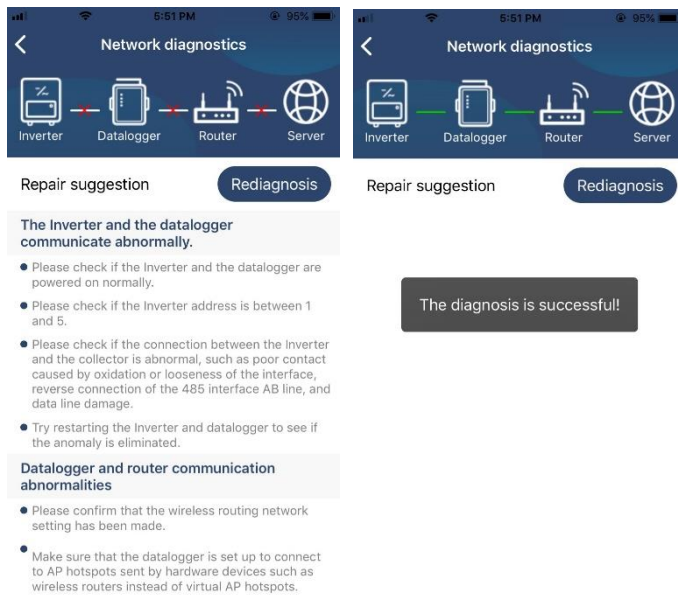 5:51 PM
95%
Network diagnostics
Inverter Datalogger Router Server
Repair suggestion Rediagnosis
The Inverter and the datalogger
communicate abnormally.
Please check if the Inverter and the datalogger are
powered on normally.
Please check if the Inverter address is between 1
and 5.
Please check if the connection between the Inverter
and the collector is abnormal, such as poor contact
caused by oxidation or looseness of the interface,
reverse connection of the 485 interface AB line, and
data line damage.
Try restarting the Inverter and datalogger to see if
the anomaly is eliminated.
Datalogger and router communication
abnormalities
Please confirm that the wireless routing network
setting has been made.
Make sure that the datalogger is set up to connect
to AP hotspots sent by hardware devices such as
wireless routers instead of virtual AP hotspots.
5:51 PM
95%
Network diagnostics
Inverter Datalogger Router Server
Repair suggestion Rediagnosis
The diagnosis is successful!